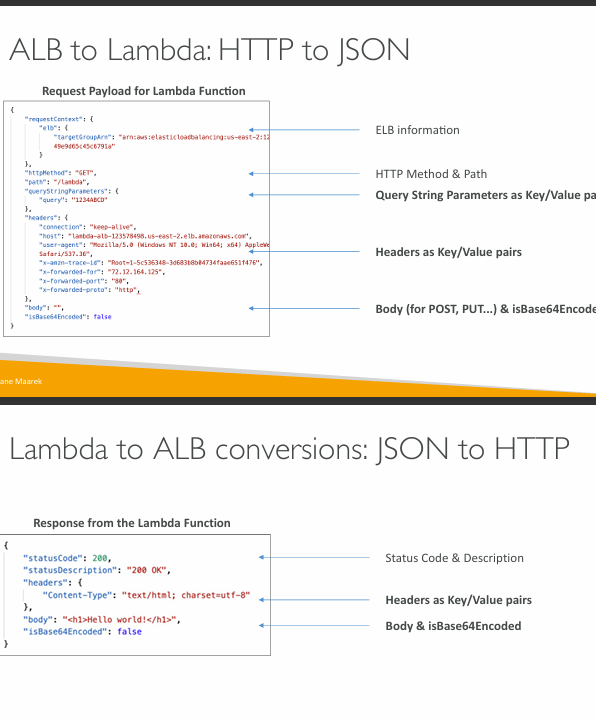 ALB to Lambda: HTTP to JSON
Request Payload for Lambda Function
{
"requestContext": {
"elb": {
"targetGroupArn": "arn:aws:elasticloadbalancing:us-east-2:12
49e9d65c45c6791a"
}
},
"httpMethod": "GET",
"path": "/lambda",
"queryStringParameters": {
"query": "1234ABCD"
},
"headers": {
"connection": "keep-alive",
"host": "lambda-alb-123578498.us-east-2.elb.amazonaws.com",
"user-agent": "Mozilla/5.0 (Windows NT 10.0; Win64; x64) AppleWe
Safari/537.36",
"x-amzn-trace-id": "Root=1-5c536348-3d683b8b04734faae651f476",
"x-forwarded-for": "72.12.164.125",
"x-forwarded-port": "80",
"x-forwarded-proto": "http",
},
"body": "",
"isBase64Encoded": false
}
ELB information
HTTP Method & Path
Query String Parameters as Key/Value pa
Headers as Key/Value pairs
Body (for POST, PUT...) & isBase64Encode
ane Maarek
Lambda to ALB conversions: JSON to HTTP
Response from the Lambda Function
{
"statusCode": 200,
"statusDescription": "200 OK",
"headers": {
"Content-Type": "text/html; charset=utf-8"
},
"body": "<h1>Hello world!</h1>",
"isBase64Encoded": false
}
Status Code & Description
Headers as Key/Value pairs
Body & isBase64Encoded